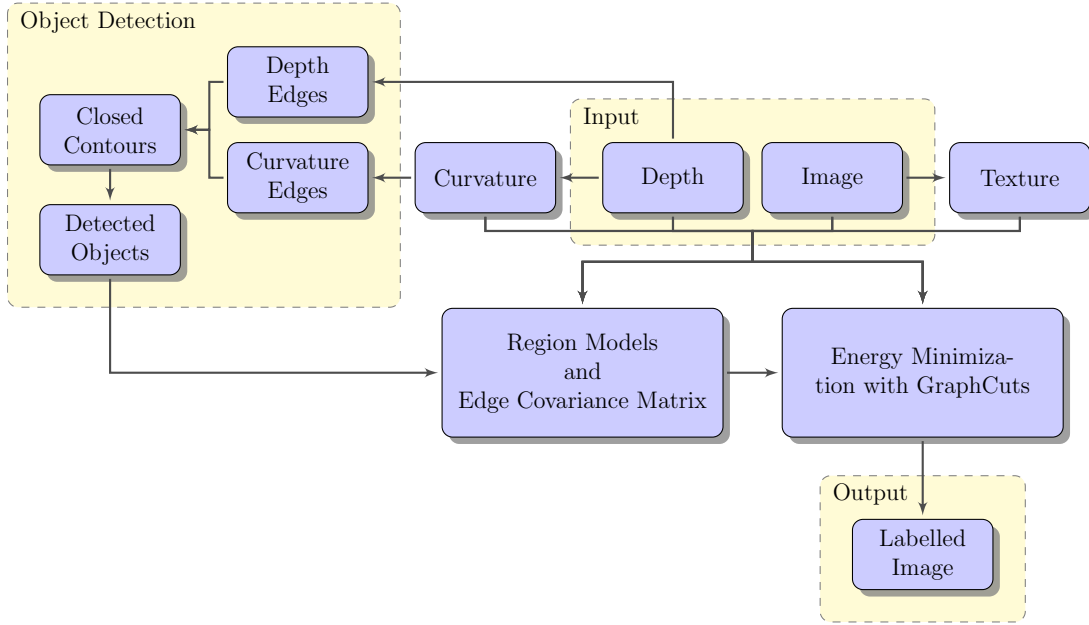 Object Detection
Depth
Edges
Closed
Contours
Curvature
Edges
Detected
Objects
Input
Curvature
Depth
Image
Texture
Region Models
and
Edge Covariance Matrix
Energy Minimiza-
tion with GraphCuts
Output
Labelled
Image